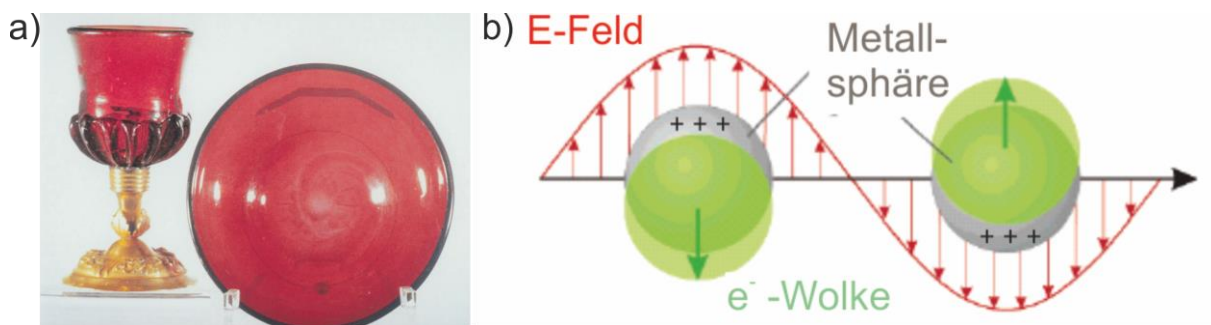 a)
b)
E-Feld
Metall-
sphäre
+ + +
+ + +
e⁻ -Wolke